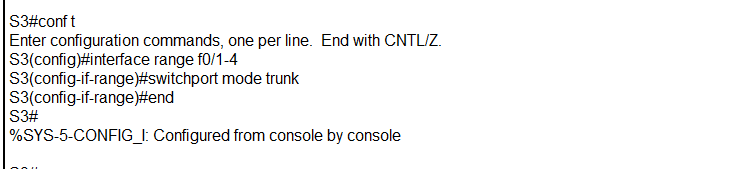 S3#conf t
Enter configuration commands, one per line.  End with CNTL/Z.
S3(config)#interface range f0/1-4
S3(config-if-range)#switchport mode trunk
S3(config-if-range)#end
S3#
%SYS-5-CONFIG_I: Configured from console by console